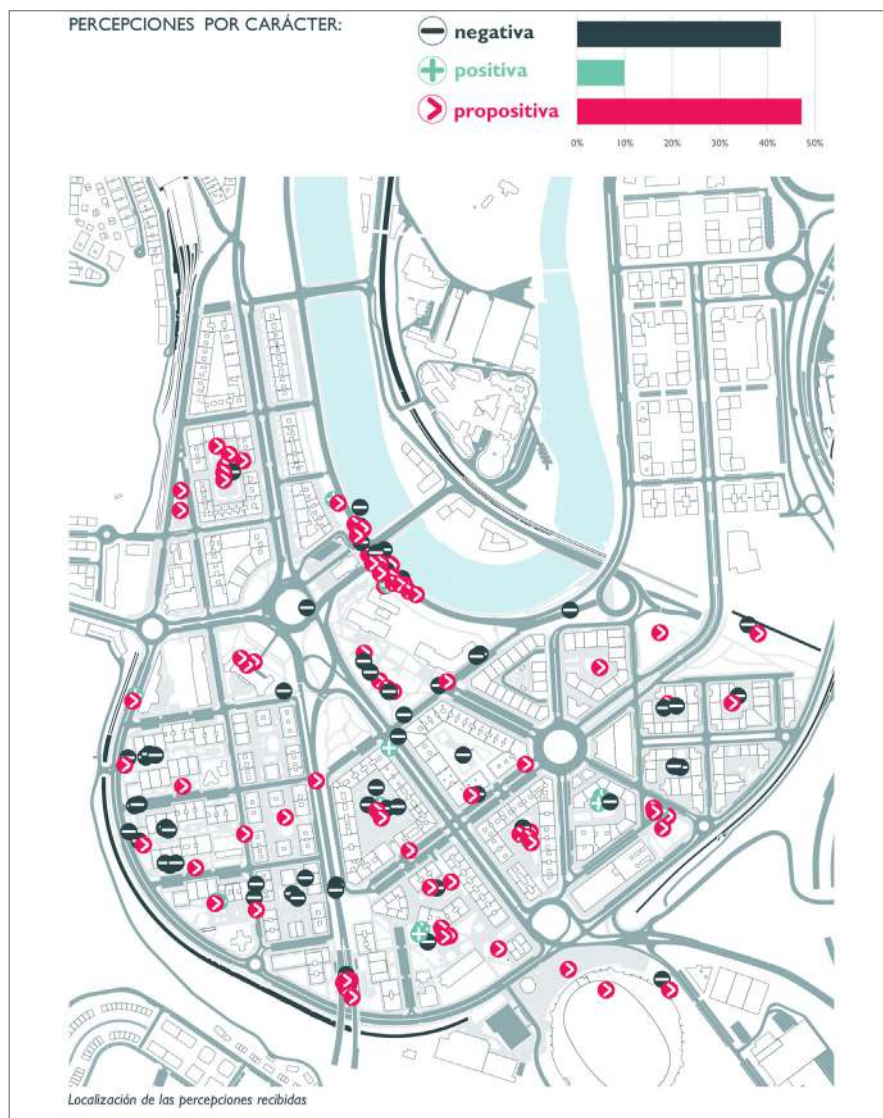 PERCEPCIONES POR CARÁCTER:
negativa
positiva
propositiva
0% 10% 20% 30% 40% 50%
Localización de las percepciones recibidas